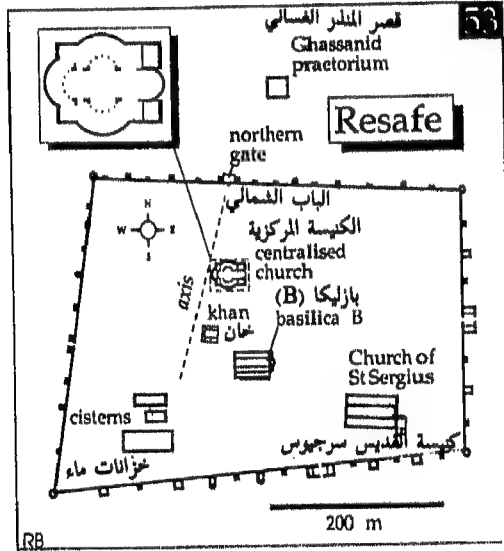 53
قصر المنذر الغساني
Ghassanid
praetorium
Resafe
northern
gate
الباب الشمالي
N
W
S
الكنيسة المركزية
centralised
church
axis
بازليكا (B)
basilica B
khan
خان
Church of
St Sergius
كنيسة القديس سرجيوس
cisterns
خزانات ماء
200 m
RB